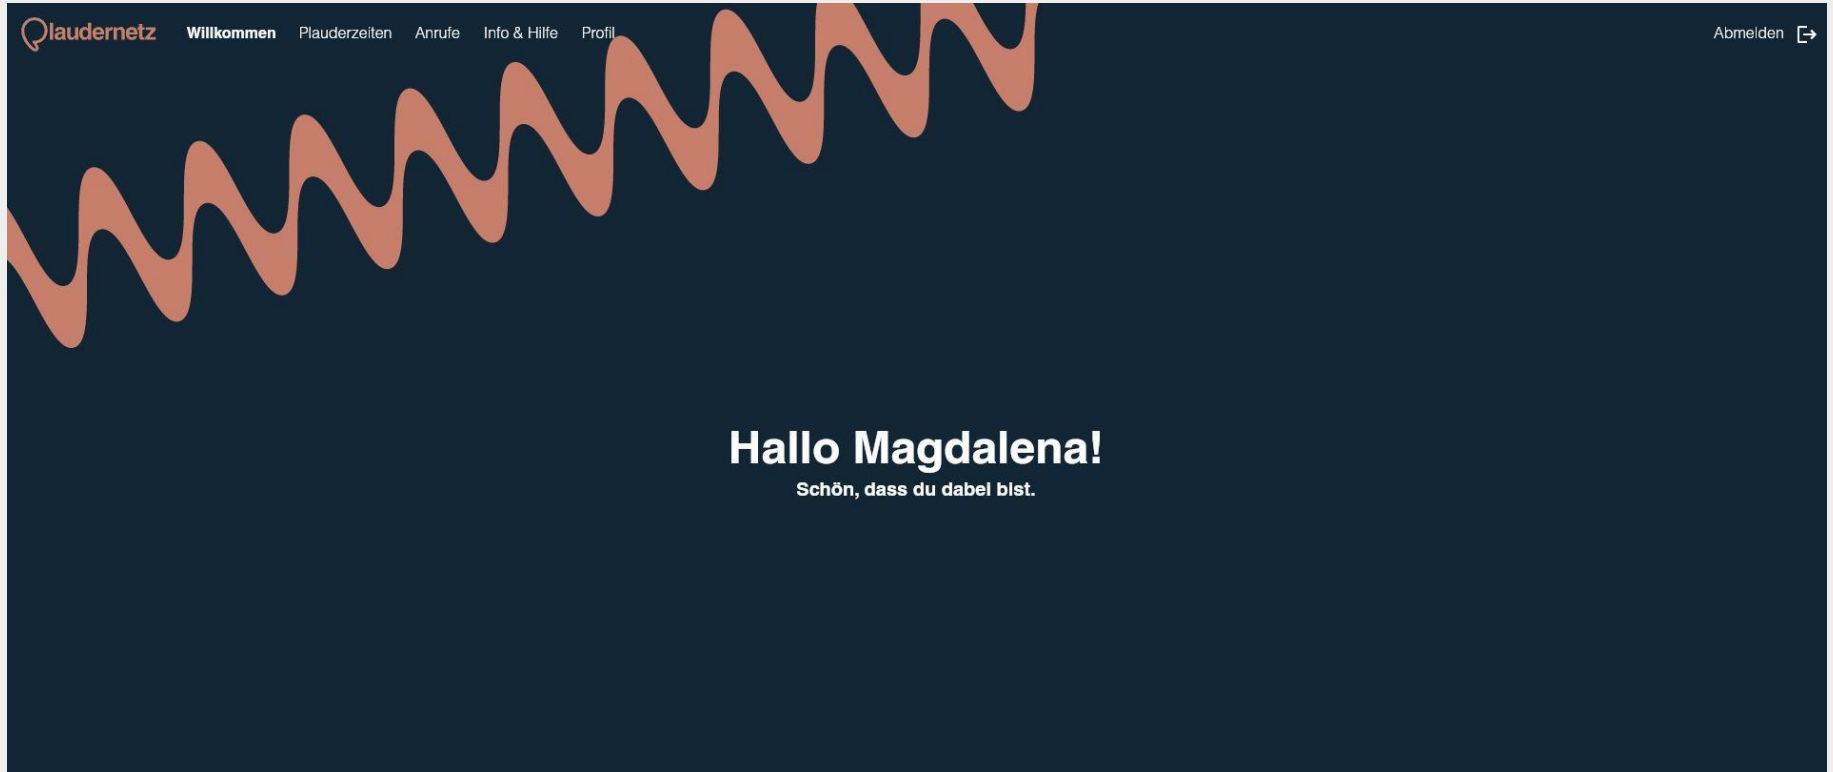 Plaudernetz Willkommen Plauderzeiten Anrufe Info & Hilfe Profil Abmelden
Hallo Magdalena!
Schön, dass du dabei bist.